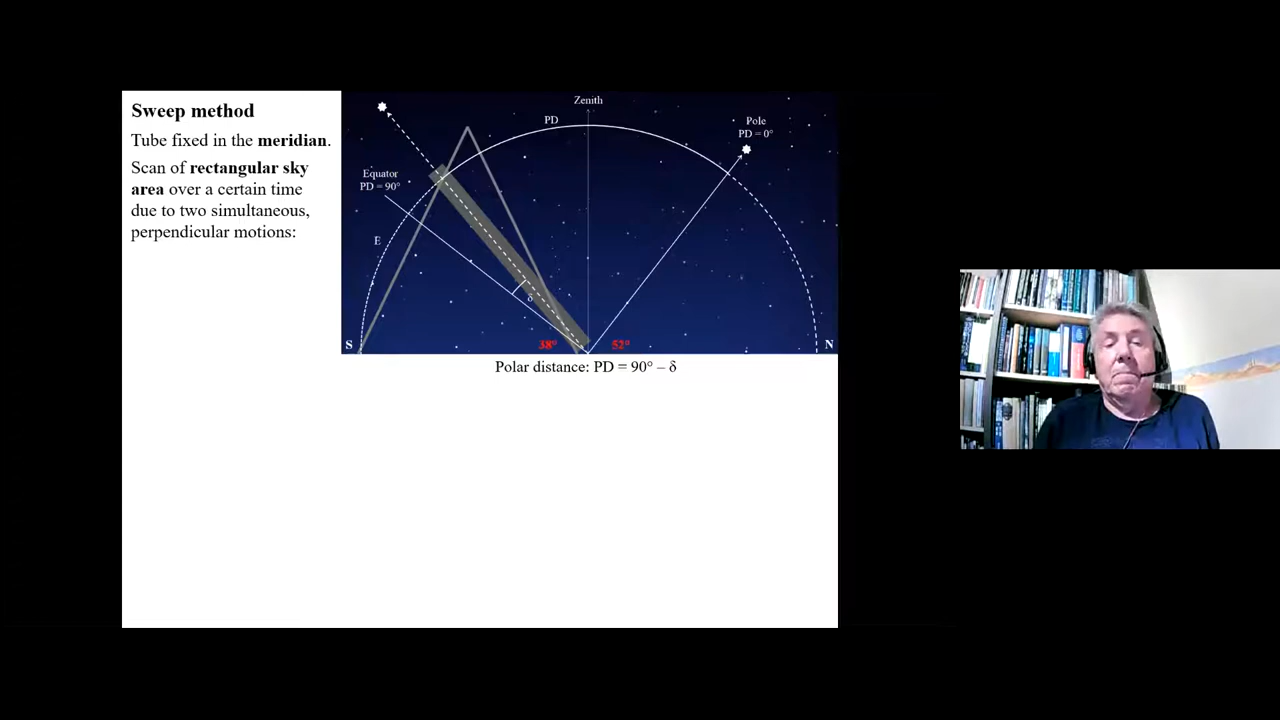 Sweep method
Tube fixed in the meridian.
Scan of rectangular sky
area over a certain time
due to two simultaneous,
perpendicular motions:
Zenith
PD
Pole
PD = 0°
Equator
PD = 90°
E
δ
S
38°
52°
N
Polar distance: PD = 90° – δ